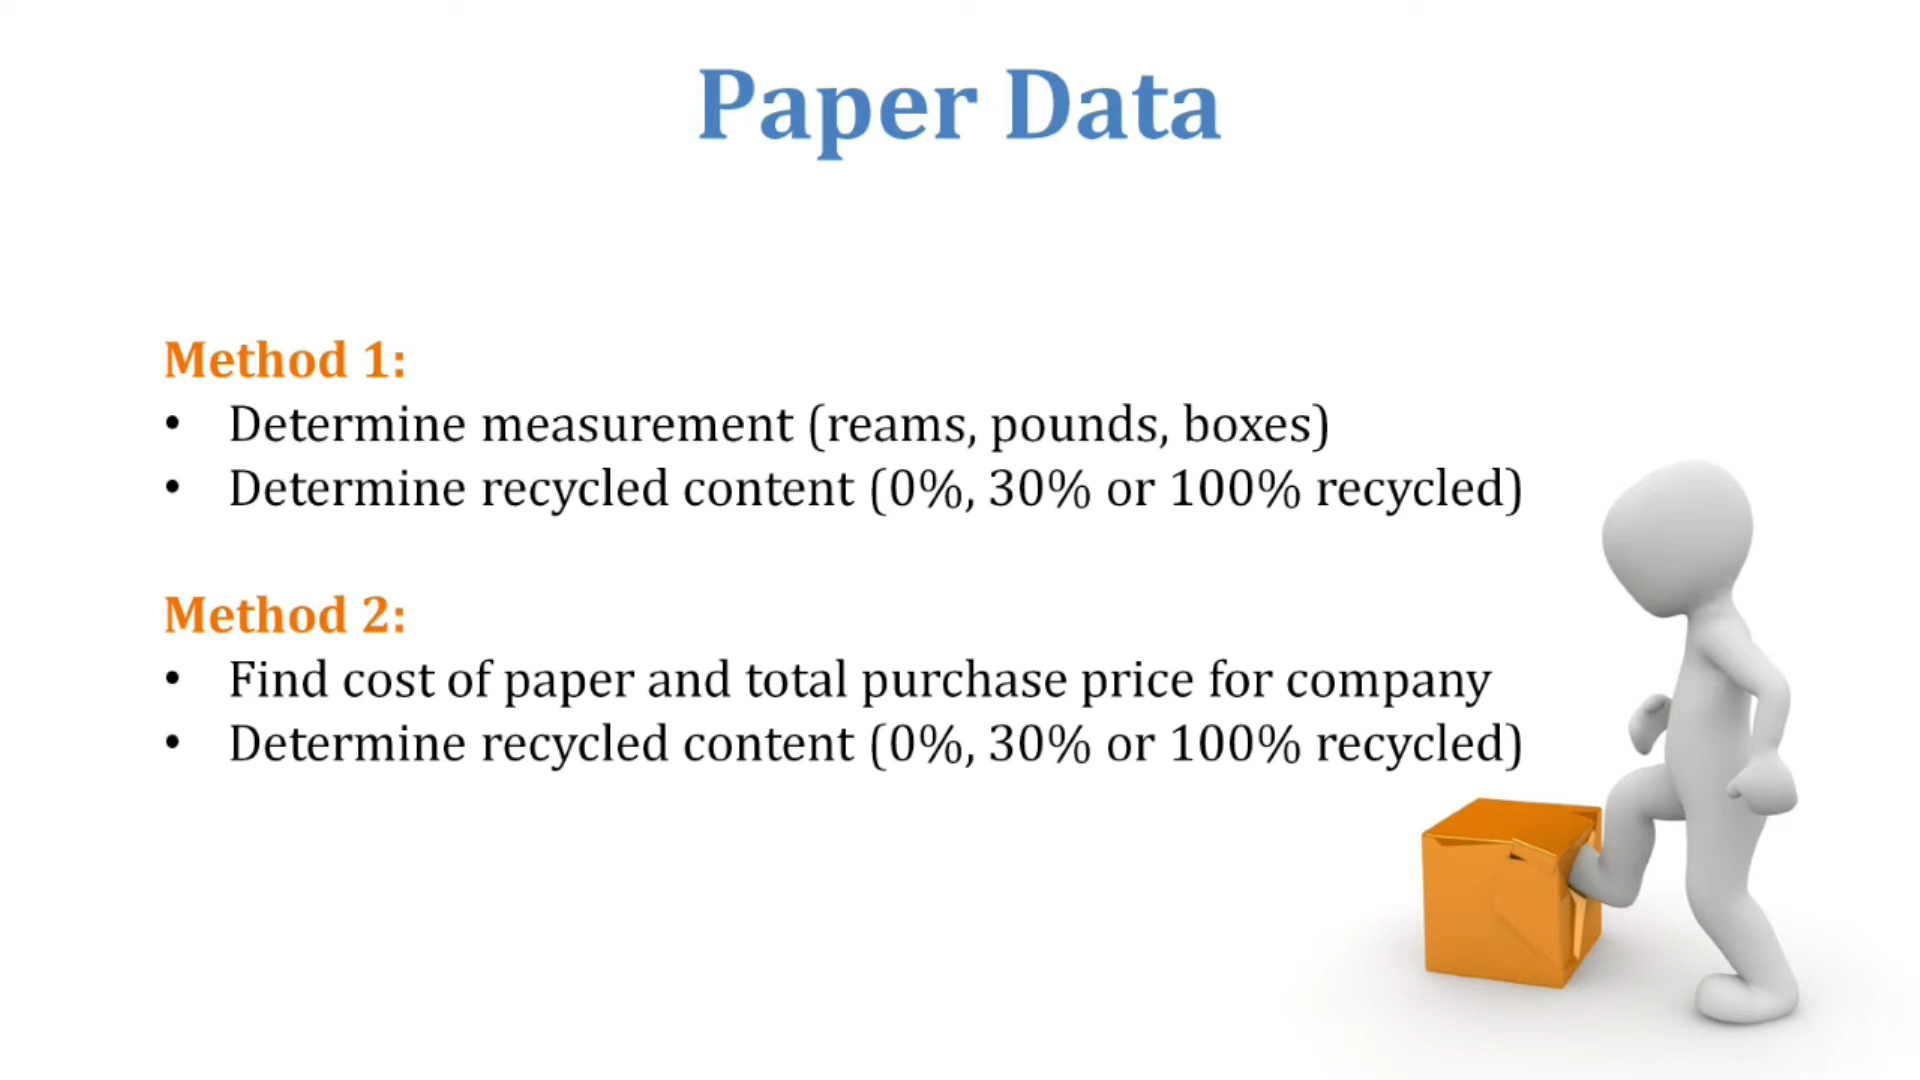 Paper Data
Method 1:
• Determine measurement (reams, pounds, boxes)
• Determine recycled content (0%, 30% or 100% recycled)
Method 2:
• Find cost of paper and total purchase price for company
• Determine recycled content (0%, 30% or 100% recycled)